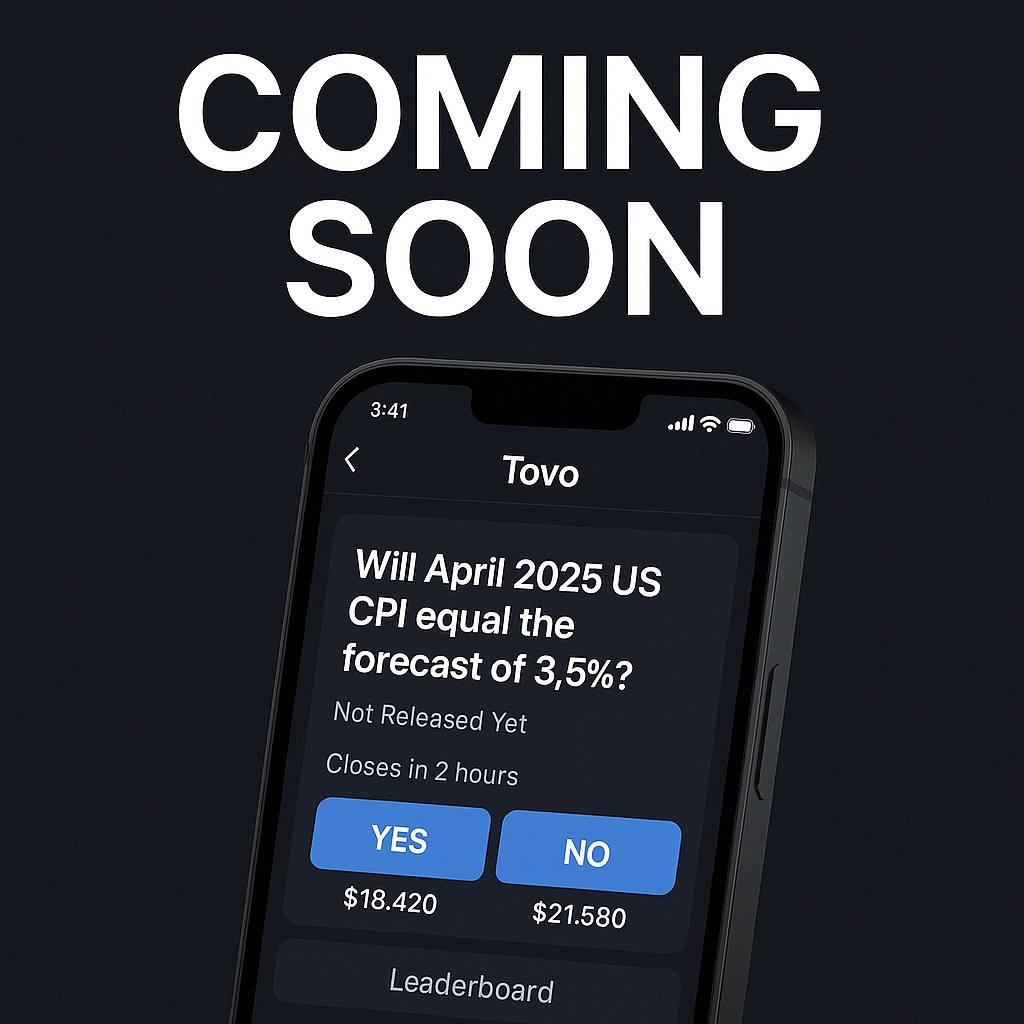 COMING
SOON
3:41
Tovo
Will April 2025 US
CPI equal the
forecast of 3,5%?
Not Released Yet
Closes in 2 hours
YES
NO
$18.420
$21.580
Leaderboard